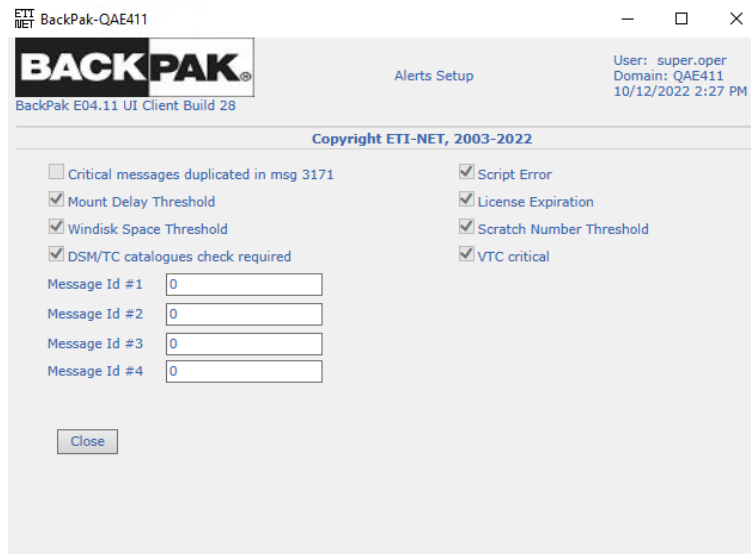 ETI
NET BackPak-QAE411
BACKPAK®
Alerts Setup
User: super.oper
Domain: QAE411
10/12/2022 2:27 PM
BackPak E04.11 UI Client Build 28
Copyright ETI-NET, 2003-2022
Critical messages duplicated in msg 3171
Script Error
Mount Delay Threshold
License Expiration
Windisk Space Threshold
Scratch Number Threshold
DSM/TC catalogues check required
VTC critical
Message Id #1 0
Message Id #2 0
Message Id #3 0
Message Id #4 0
Close